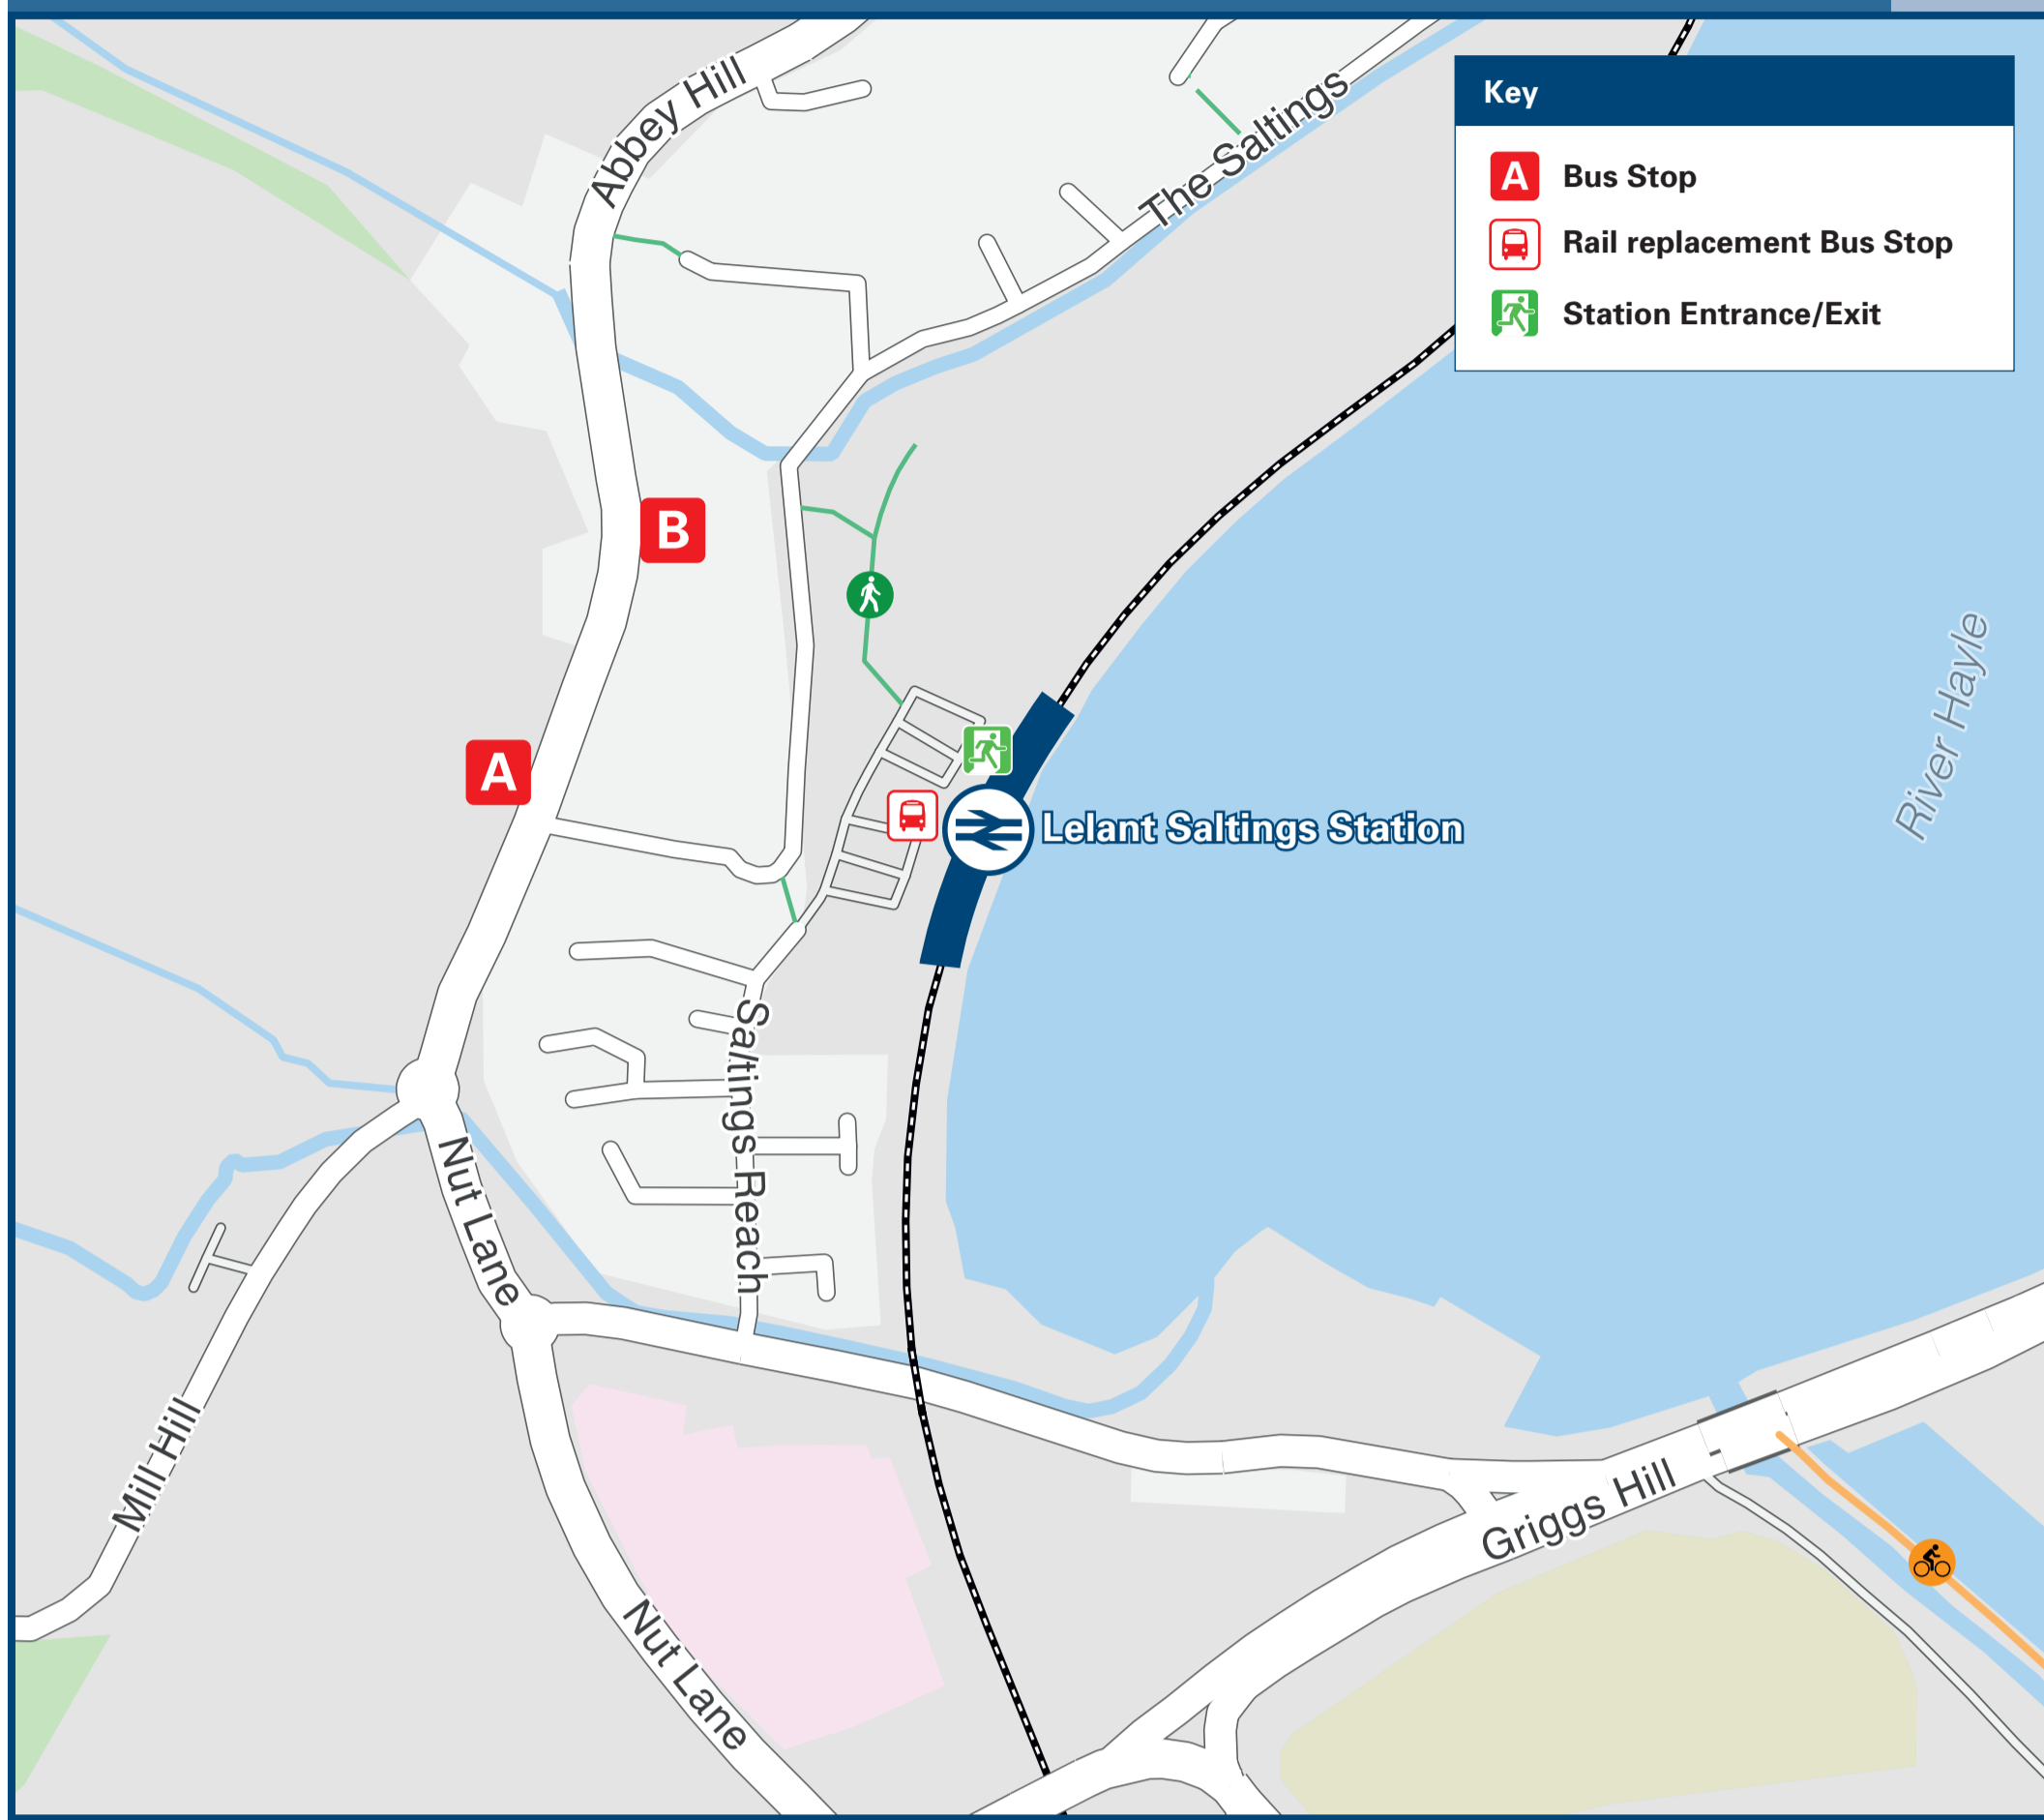 Abbey Hill
The Saltings
Key
A Bus Stop
Rail replacement Bus Stop
Station Entrance/Exit
B
River Hayle
A
Lelant Saltings Station
Saltings Reach
Nut Lane
Mill Hill
Griggs Hill
Nut Lane